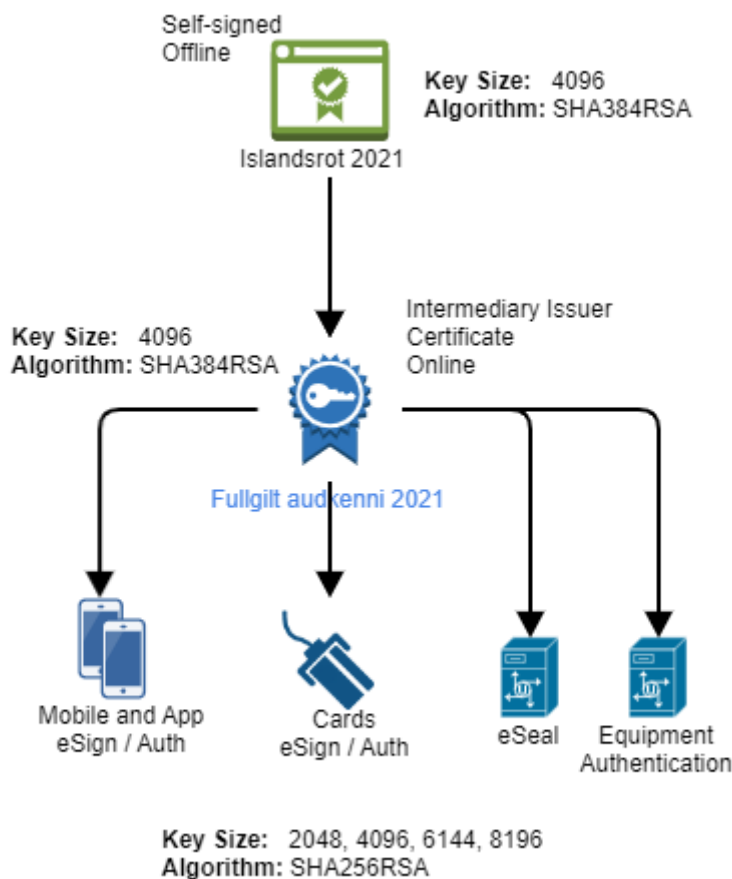 Self-signed
Offline
Key Size: 4096
Algorithm: SHA384RSA
Islandsrot 2021
Intermediary Issuer
Certificate
Online
Key Size: 4096
Algorithm: SHA384RSA
Fullgilt audkenni 2021
Mobile and App
eSign / Auth
Cards
eSign / Auth
eSeal
Equipment
Authentication
Key Size: 2048, 4096, 6144, 8196
Algorithm: SHA256RSA